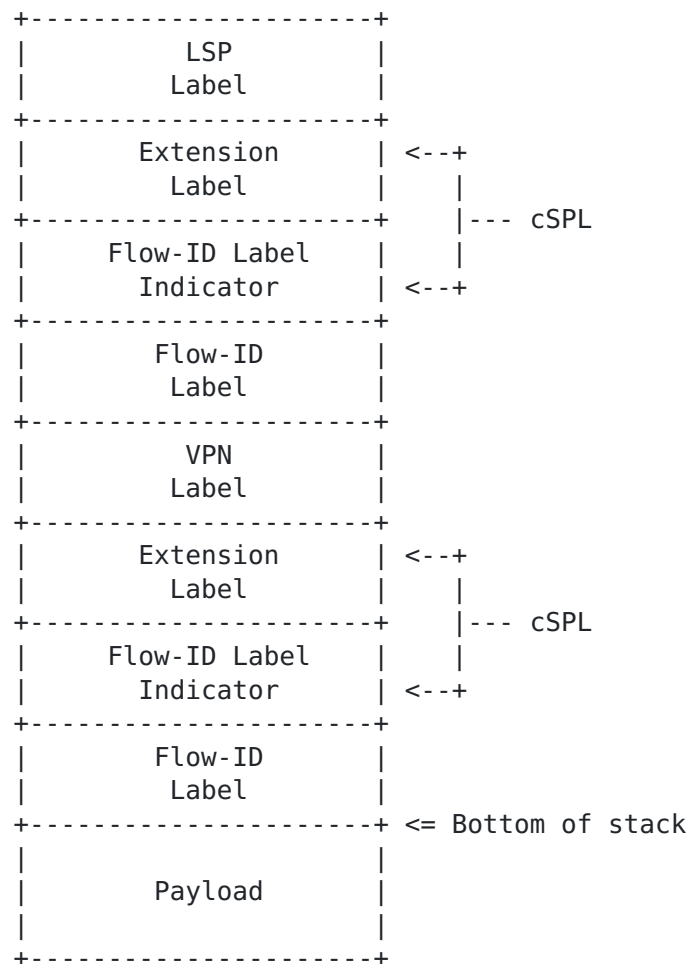 +----------------------+
|          LSP         |
|         Label        |
+----------------------+
|       Extension      | <--+
|         Label        |    |
+----------------------+    |--- cSPL
|     Flow-ID Label    |    |
|       Indicator      | <--+
+----------------------+
|        Flow-ID       |
|         Label        |
+----------------------+
|          VPN         |
|         Label        |
+----------------------+
|       Extension      | <--+
|         Label        |    |
+----------------------+    |--- cSPL
|     Flow-ID Label    |    |
|       Indicator      | <--+
+----------------------+
|        Flow-ID       |
|         Label        |
+----------------------+ <= Bottom of stack
|                      |
|        Payload       |
|                      |
+----------------------+